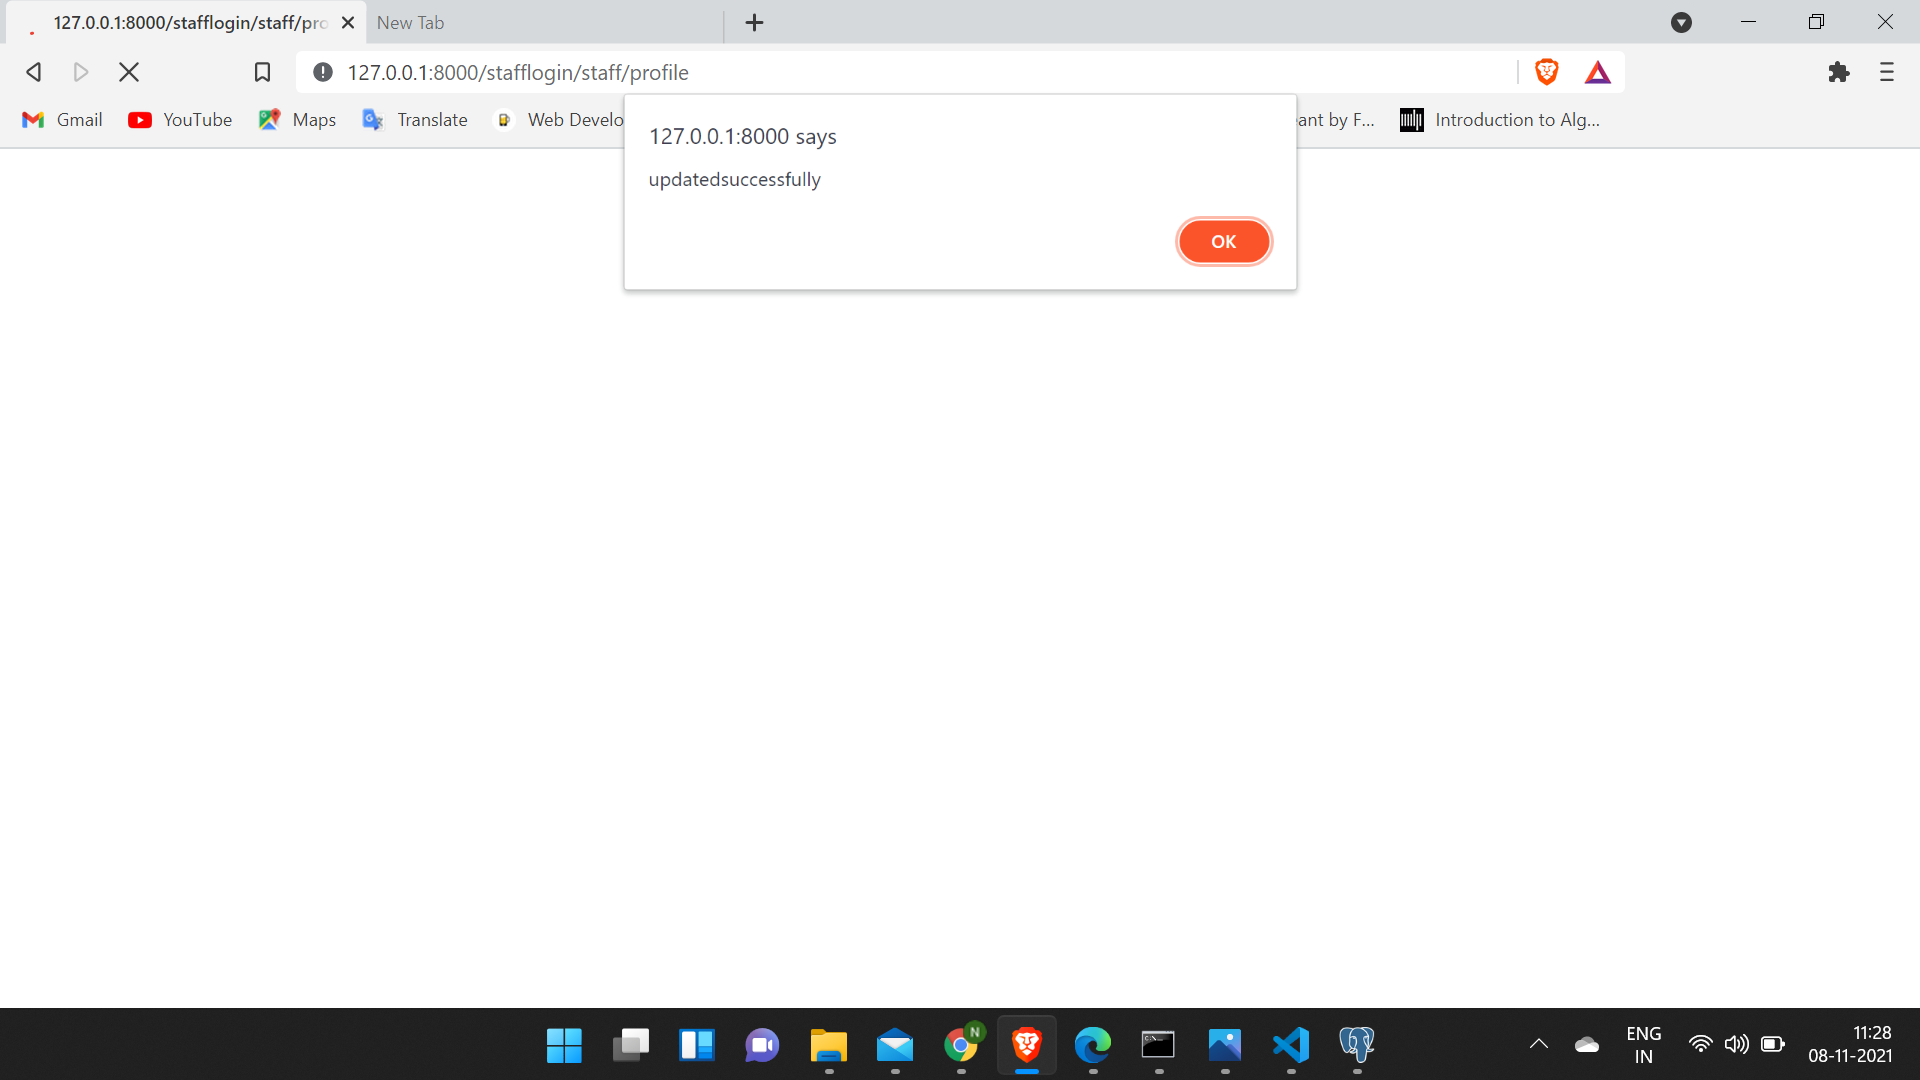 127.0.0.1:8000/stafflogin/staff/pro
New Tab
127.0.0.1:8000/stafflogin/staff/profile
Gmail
YouTube
Maps
Translate
Web Develo
ant by F...
Introduction to Alg...
127.0.0.1:8000 says
updatedsuccessfully
OK
N
ENG
IN
11:28
08-11-2021